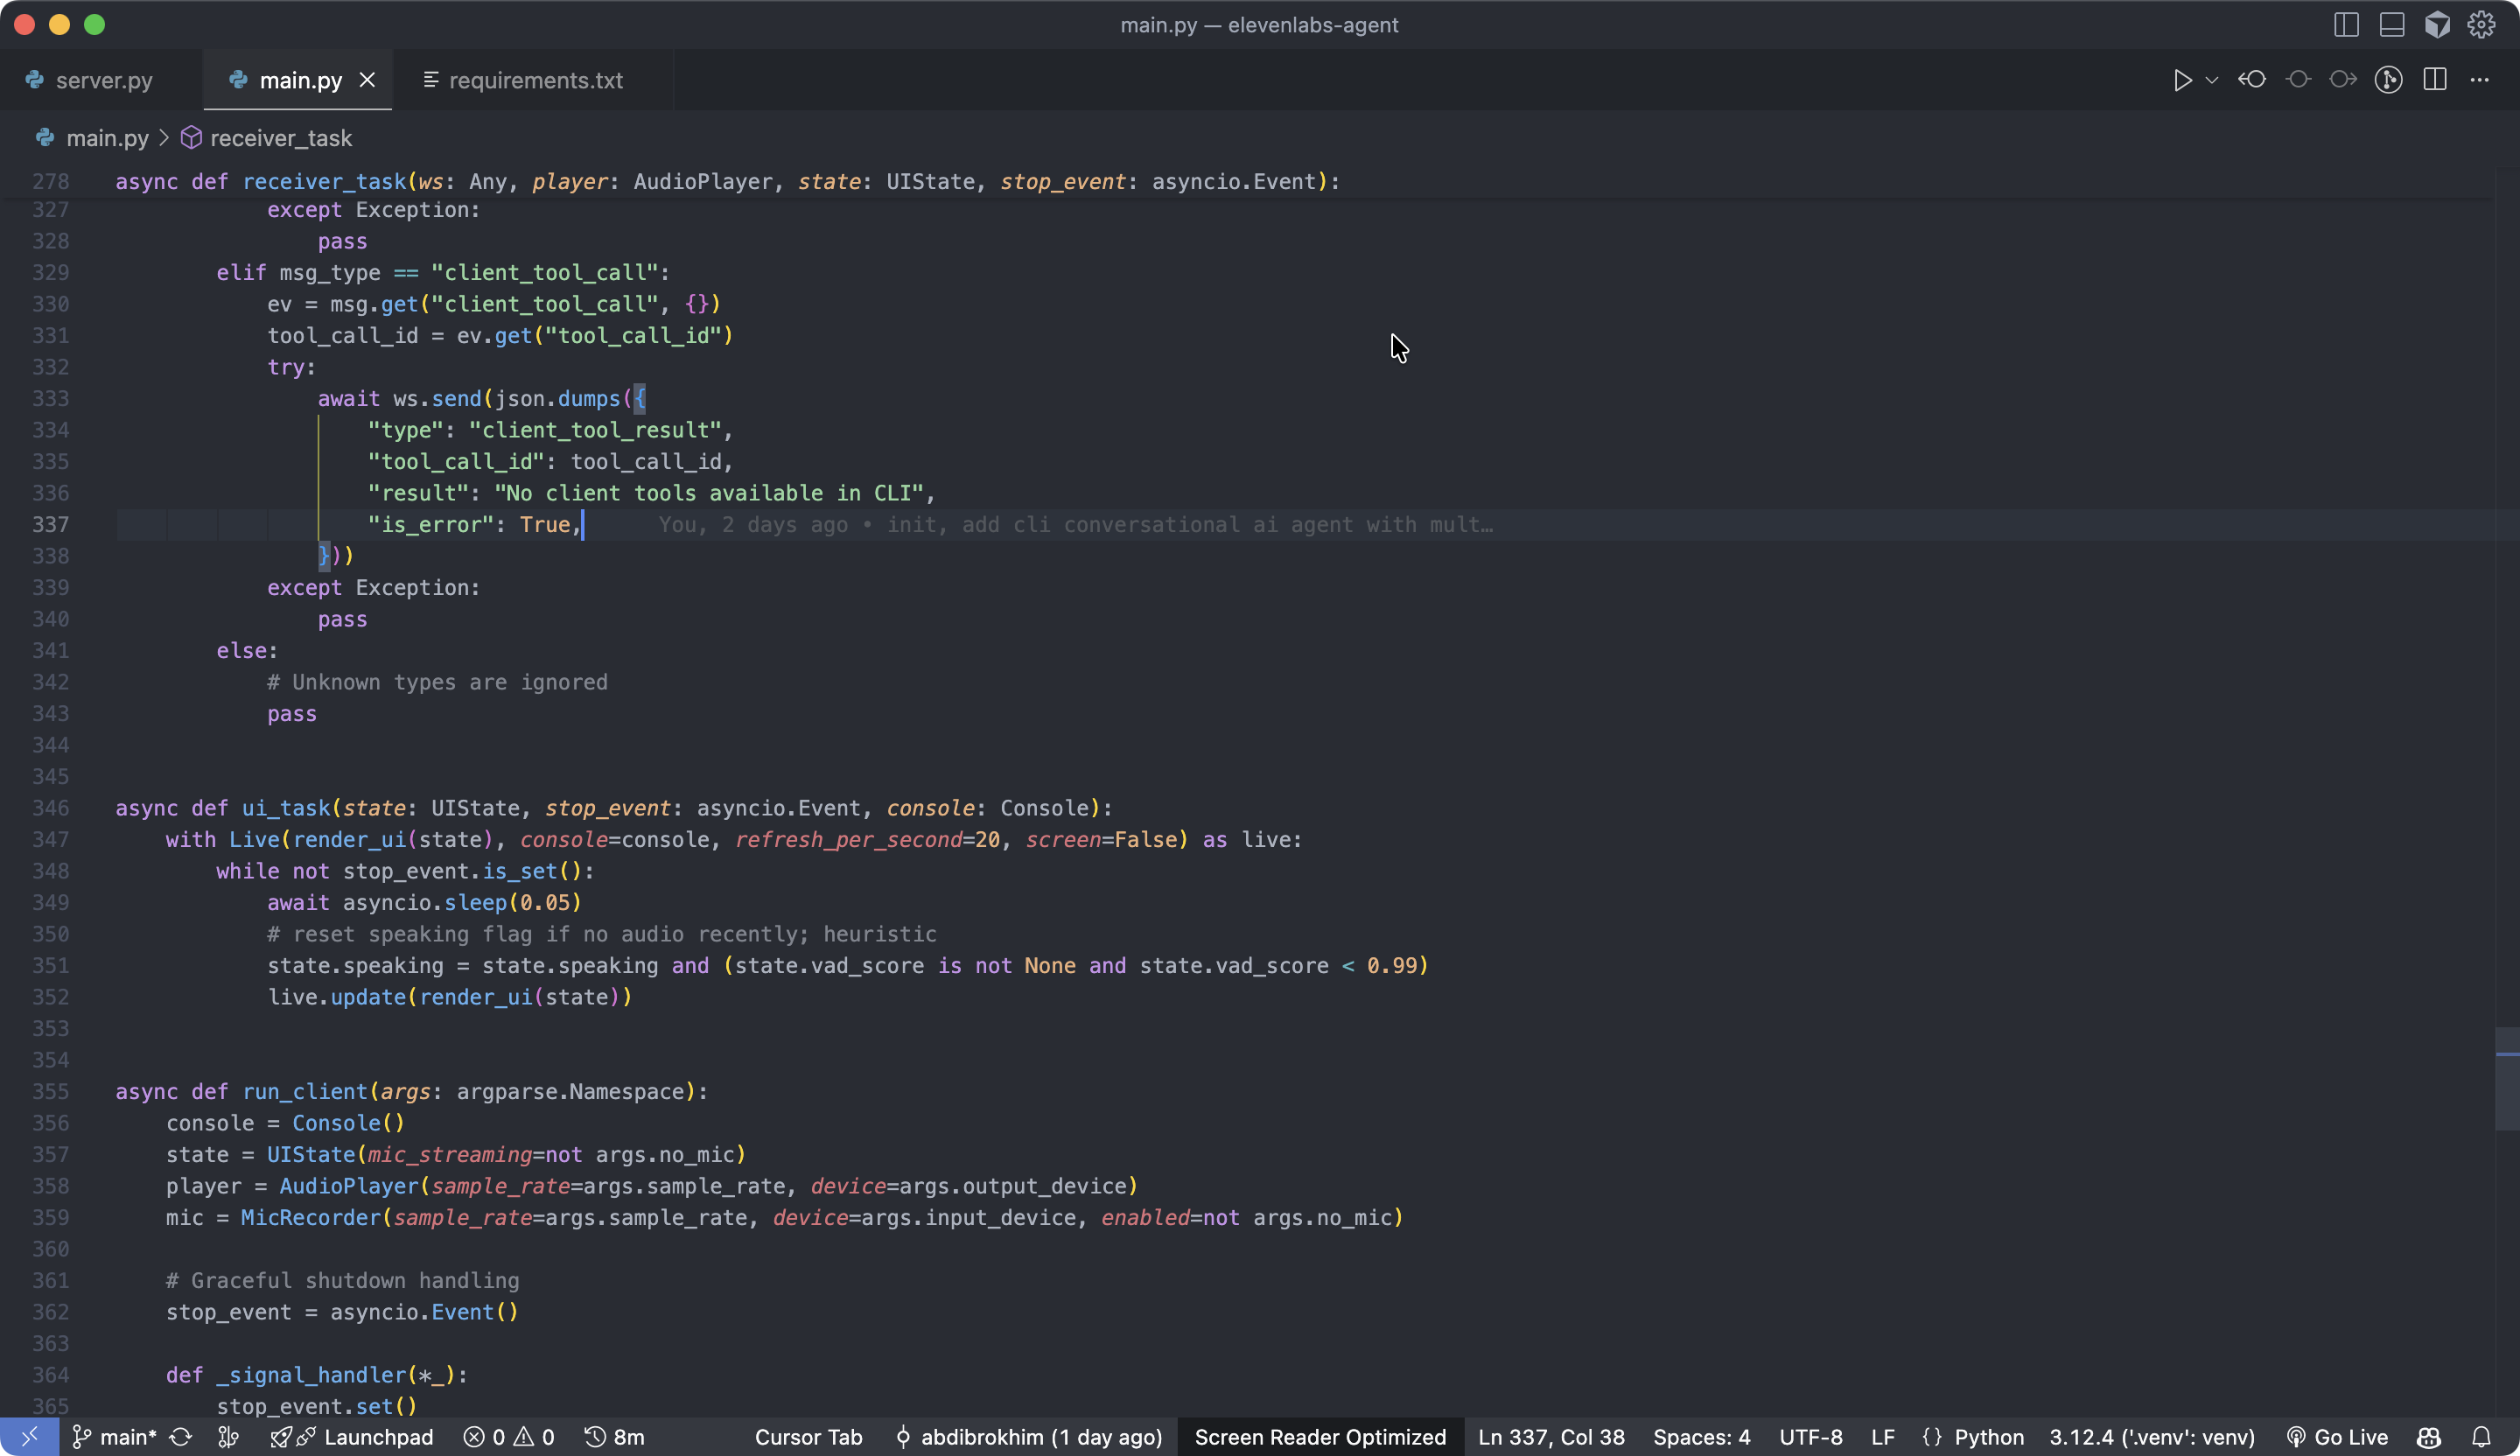 main.py — elevenlabs-agent
server.py
main.py
requirements.txt
main.py > receiver_task
278 async def receiver_task(ws: Any, player: AudioPlayer, state: UIState, stop_event: asyncio.Event):
327             except Exception:
328                 pass
329         elif msg_type == "client_tool_call":
330             ev = msg.get("client_tool_call", {})
331             tool_call_id = ev.get("tool_call_id")
332             try:
333                 await ws.send(json.dumps({
334                     "type": "client_tool_result",
335                     "tool_call_id": tool_call_id,
336                     "result": "No client tools available in CLI",
337                     "is_error": True,      You, 2 days ago • init, add cli conversational ai agent with mult…
338                 }))
339             except Exception:
340                 pass
341         else:
342             # Unknown types are ignored
343             pass
344
345
346 async def ui_task(state: UIState, stop_event: asyncio.Event, console: Console):
347     with Live(render_ui(state), console=console, refresh_per_second=20, screen=False) as live:
348         while not stop_event.is_set():
349             await asyncio.sleep(0.05)
350             # reset speaking flag if no audio recently; heuristic
351             state.speaking = state.speaking and (state.vad_score is not None and state.vad_score < 0.99)
352             live.update(render_ui(state))
353
354
355 async def run_client(args: argparse.Namespace):
356     console = Console()
357     state = UIState(mic_streaming=not args.no_mic)
358     player = AudioPlayer(sample_rate=args.sample_rate, device=args.output_device)
359     mic = MicRecorder(sample_rate=args.sample_rate, device=args.input_device, enabled=not args.no_mic)
360
361     # Graceful shutdown handling
362     stop_event = asyncio.Event()
363
364     def _signal_handler(*_):
365         stop_event.set()
main* Launchpad 0 0 8m Cursor Tab abdibrokhim (1 day ago) Screen Reader Optimized Ln 337, Col 38 Spaces: 4 UTF-8 LF {} Python 3.12.4 ('.venv': venv) Go Live